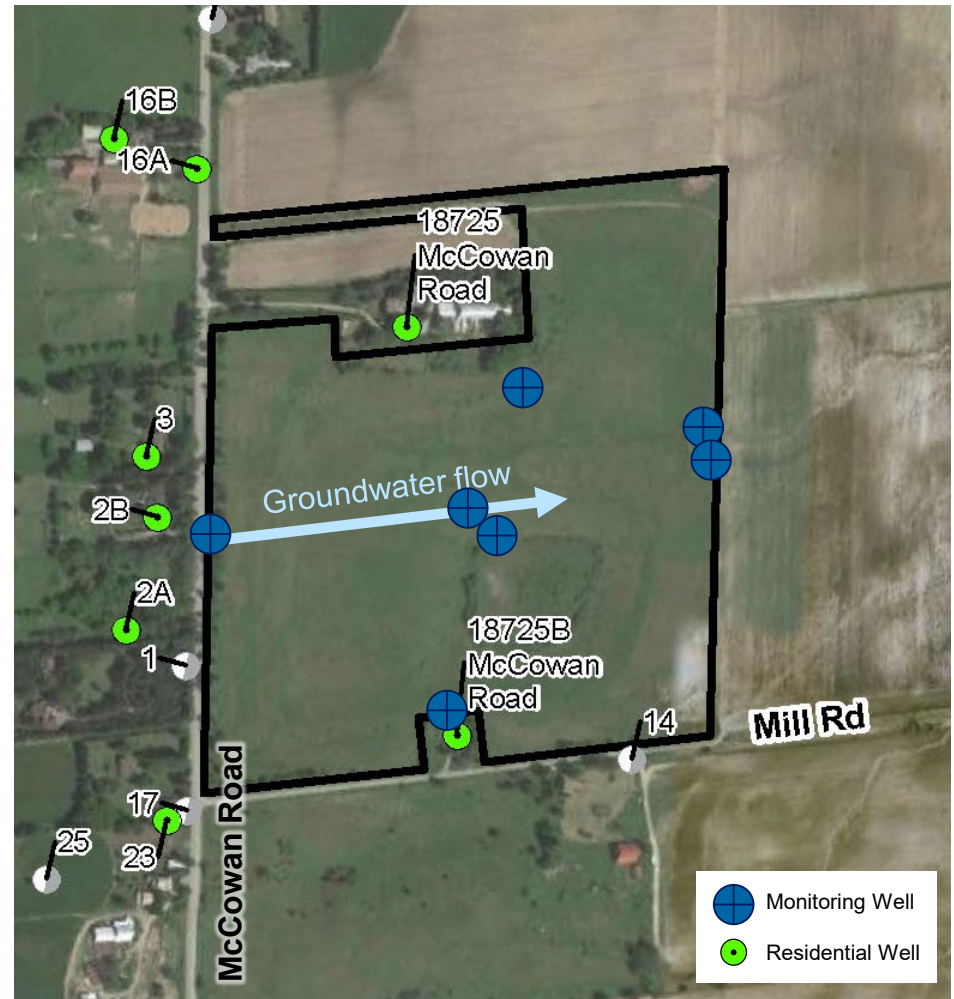 16B
16A
18725
McCowan
Road
3
Groundwater flow
2B
2A
1
18725B
McCowan
Road
14
Mill Rd
17
23
25
McCowan Road
Monitoring Well
Residential Well